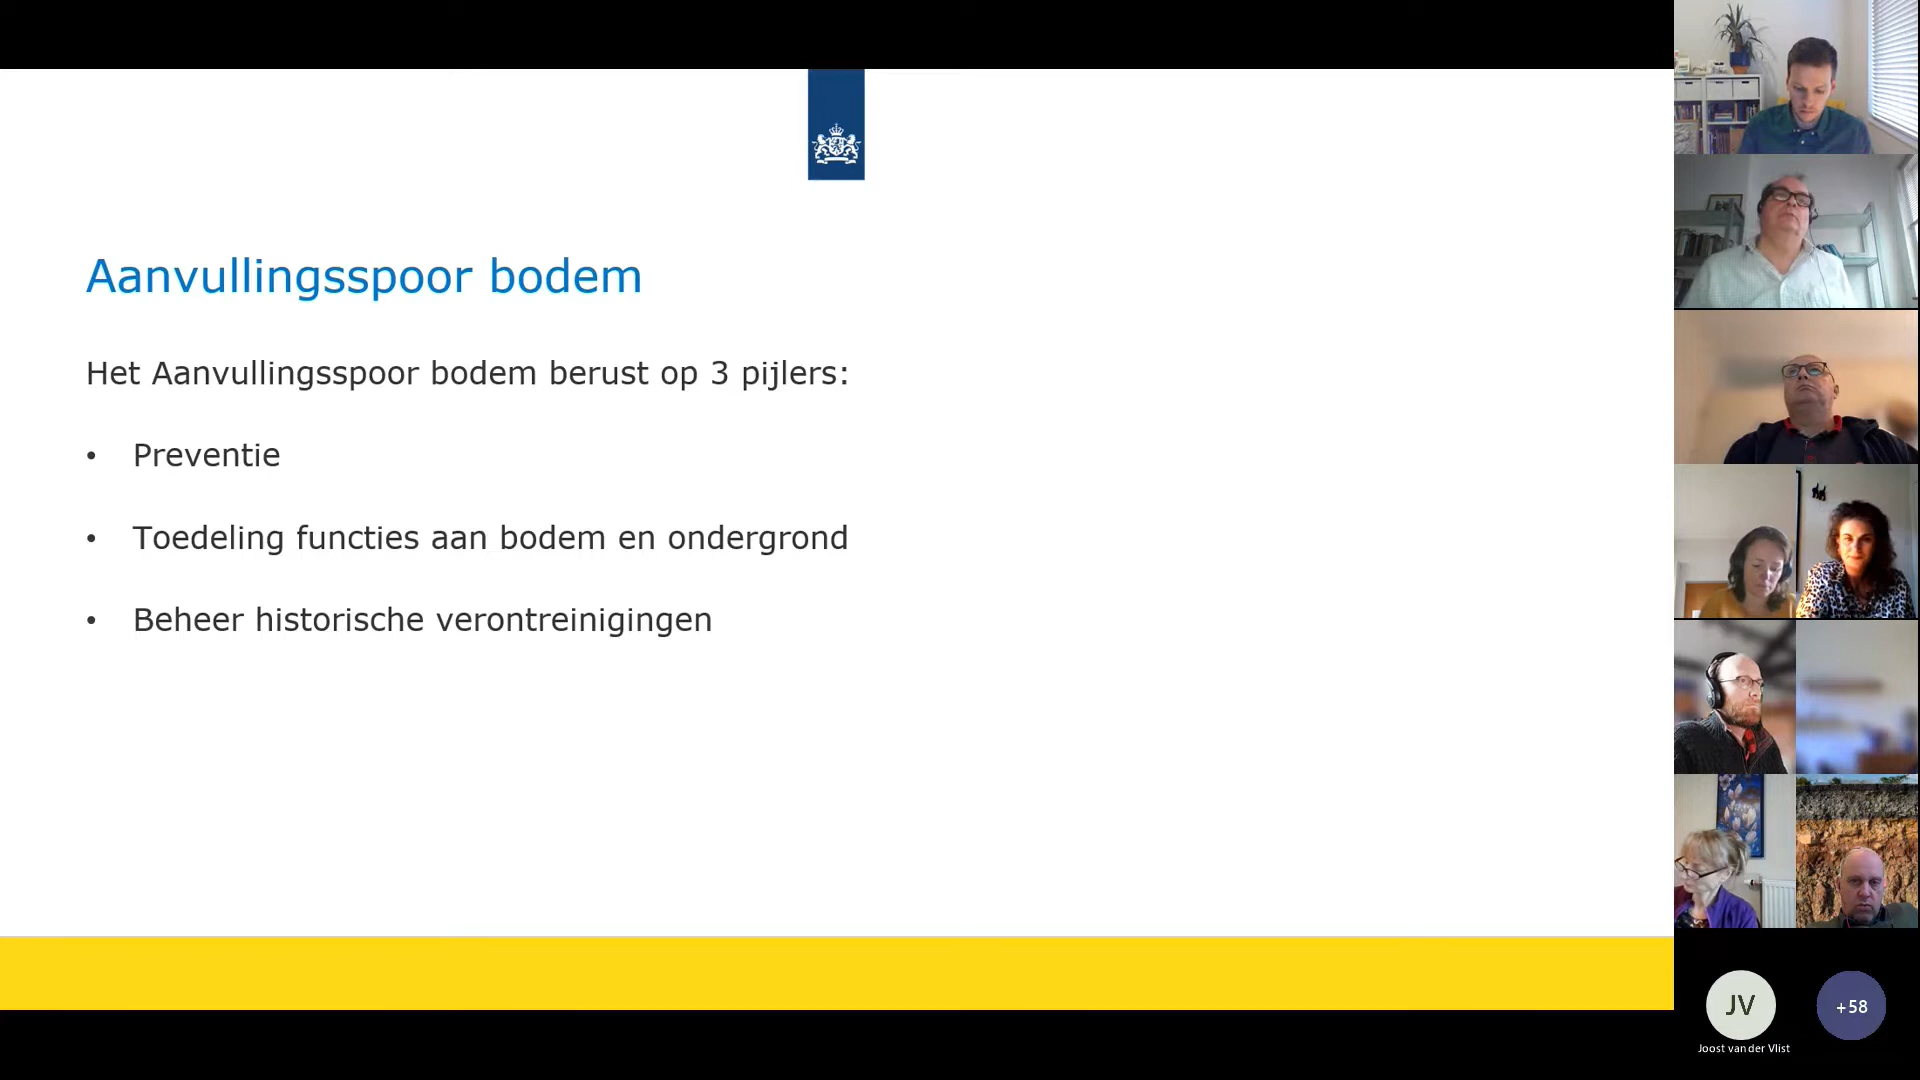 Aanvullingsspoor bodem
Het Aanvullingsspoor bodem berust op 3 pijlers:
• Preventie
• Toedeling functies aan bodem en ondergrond
• Beheer historische verontreinigingen
JV
+58
Joost van der Vlist